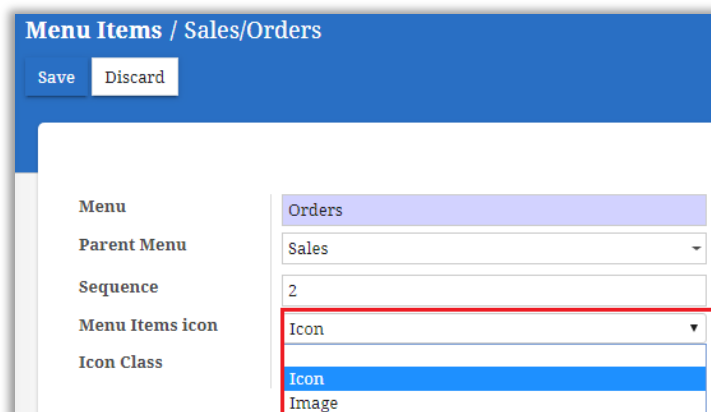 Menu Items / Sales/Orders
Save Discard
Menu Orders
Parent Menu Sales
Sequence 2
Menu Items icon Icon
Icon Class
Icon
Image